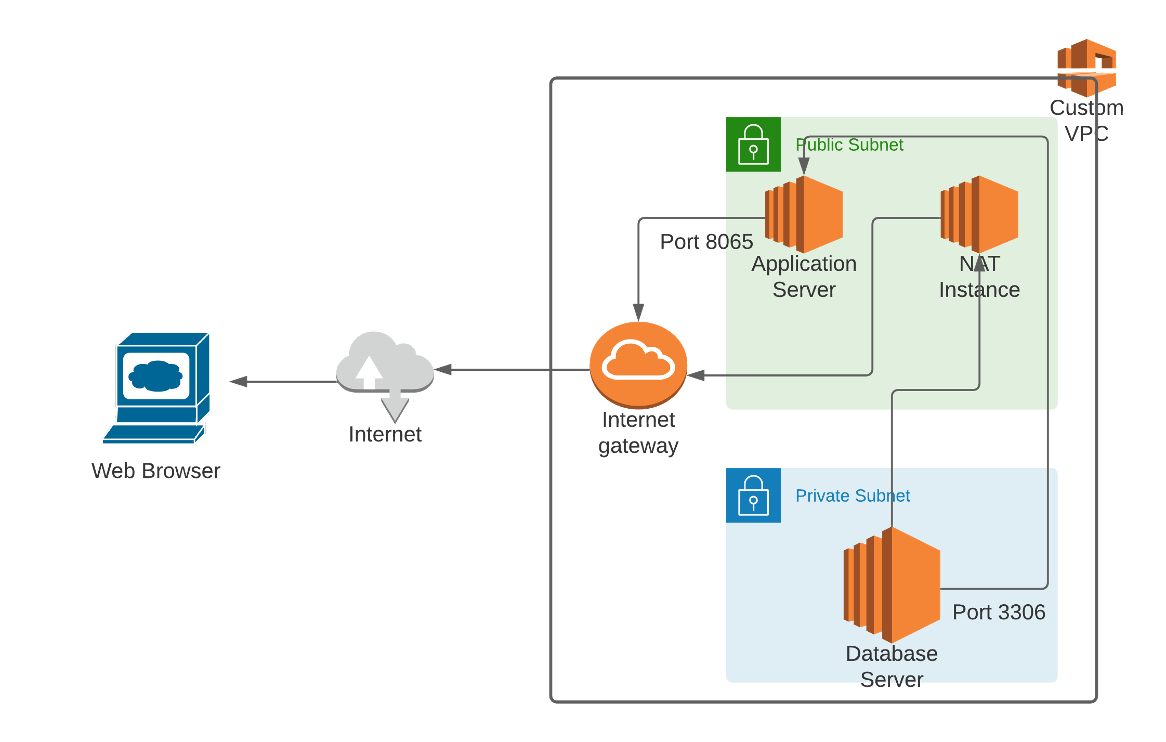 Custom
VPC
Public Subnet
Port 8065
Application
Server
NAT
Instance
Internet
gateway
Internet
Web Browser
Private Subnet
Port 3306
Database
Server